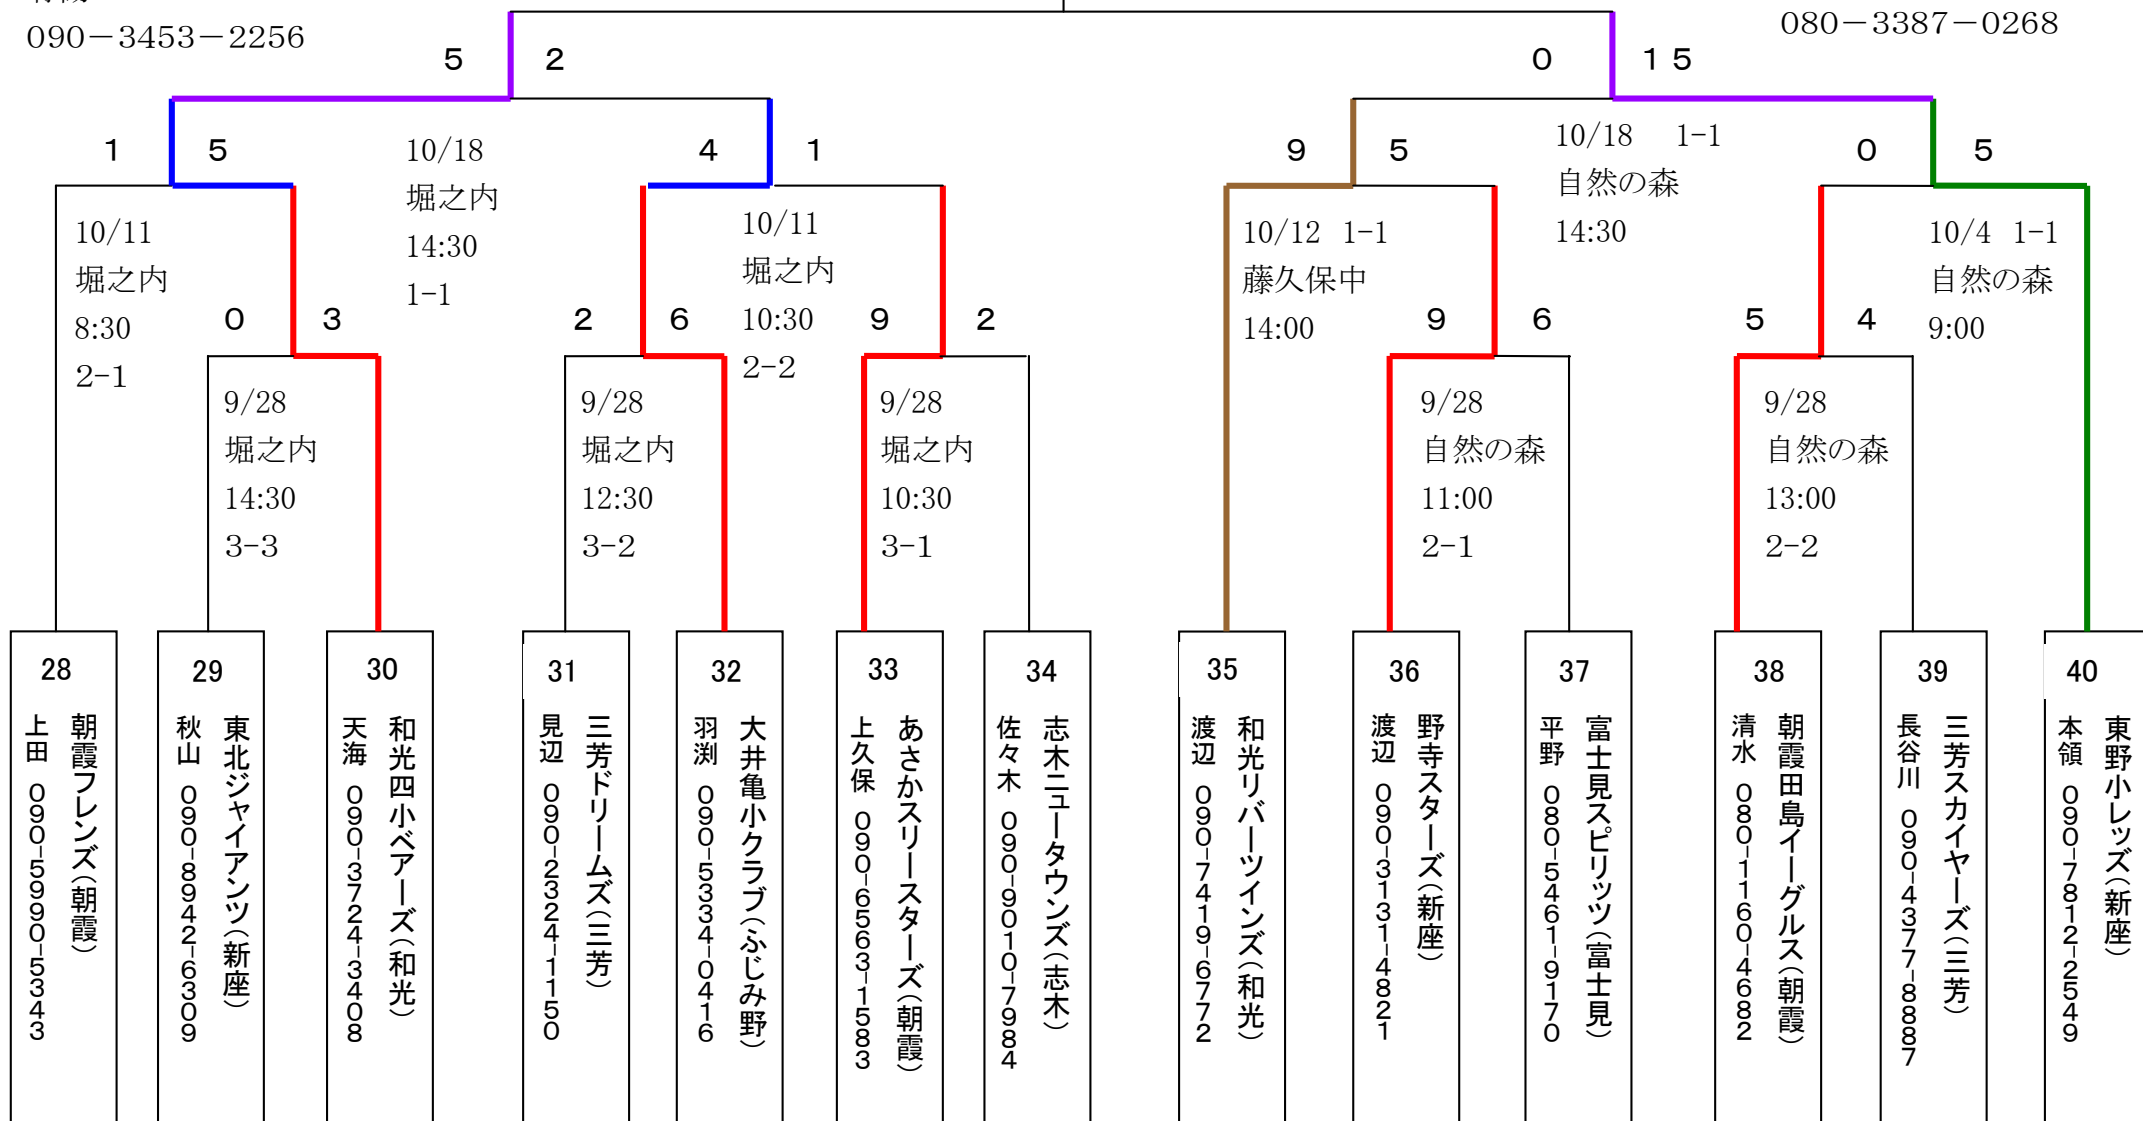 090－3453－2256
080－3387－0268
5 2
0 15
1 5
4 1
9 5
0 5
10/18
堀之内
14:30
1-1
10/18 1-1
自然の森
14:30
10/11
堀之内
8:30
2-1
10/11
堀之内
10:30
2-2
10/12 1-1
藤久保中
14:00
10/4 1-1
自然の森
9:00
0 3
2 6
9 2
9 6
5 4
9/28
堀之内
14:30
3-3
9/28
堀之内
12:30
3-2
9/28
堀之内
10:30
3-1
9/28
自然の森
11:00
2-1
9/28
自然の森
13:00
2-2
28
朝霞フレンズ（朝霞）
上田 090-5990-5343
29
東北ジャイアンツ（新座）
秋山 090-8942-6309
30
和光四小ベアーズ（和光）
天海 090-3724-3408
31
三芳ドリームズ（三芳）
見辺 090-2324-1150
32
大井亀小クラブ（ふじみ野）
羽渕 090-5334-0416
33
あさかスリースターズ（朝霞）
上久保 090-6563-1583
34
志木ニュータウンズ（志木）
佐々木 090-9010-7984
35
和光リバーツインズ（和光）
渡辺 090-7419-6772
36
野寺スターズ（新座）
渡辺 090-3131-4821
37
富士見スピリッツ（富士見）
平野 080-5461-9170
38
朝霞田島イーグルス（朝霞）
清水 080-1160-4682
39
三芳スカイヤーズ（三芳）
長谷川 090-4377-8887
40
東野小レッズ（新座）
本領 090-7812-2549